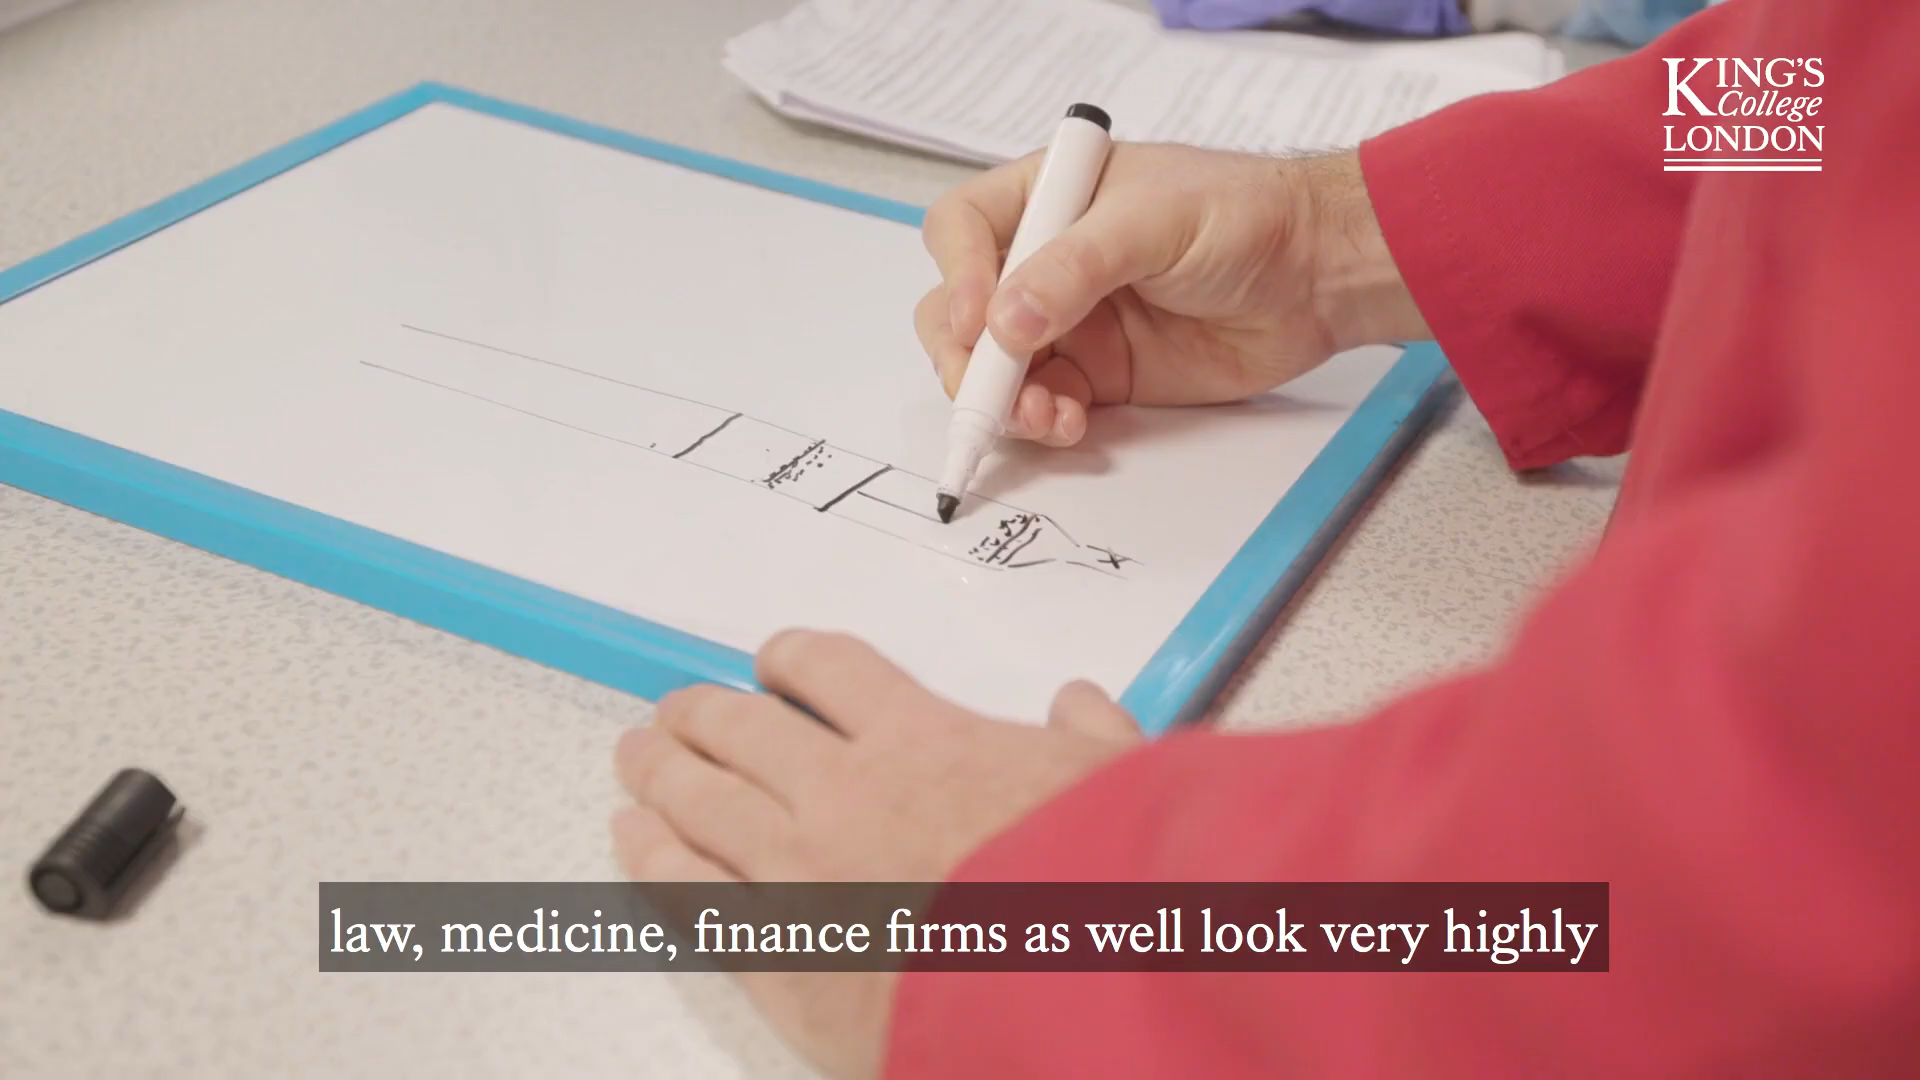 KING'S
College
LONDON
law, medicine, finance firms as well look very highly